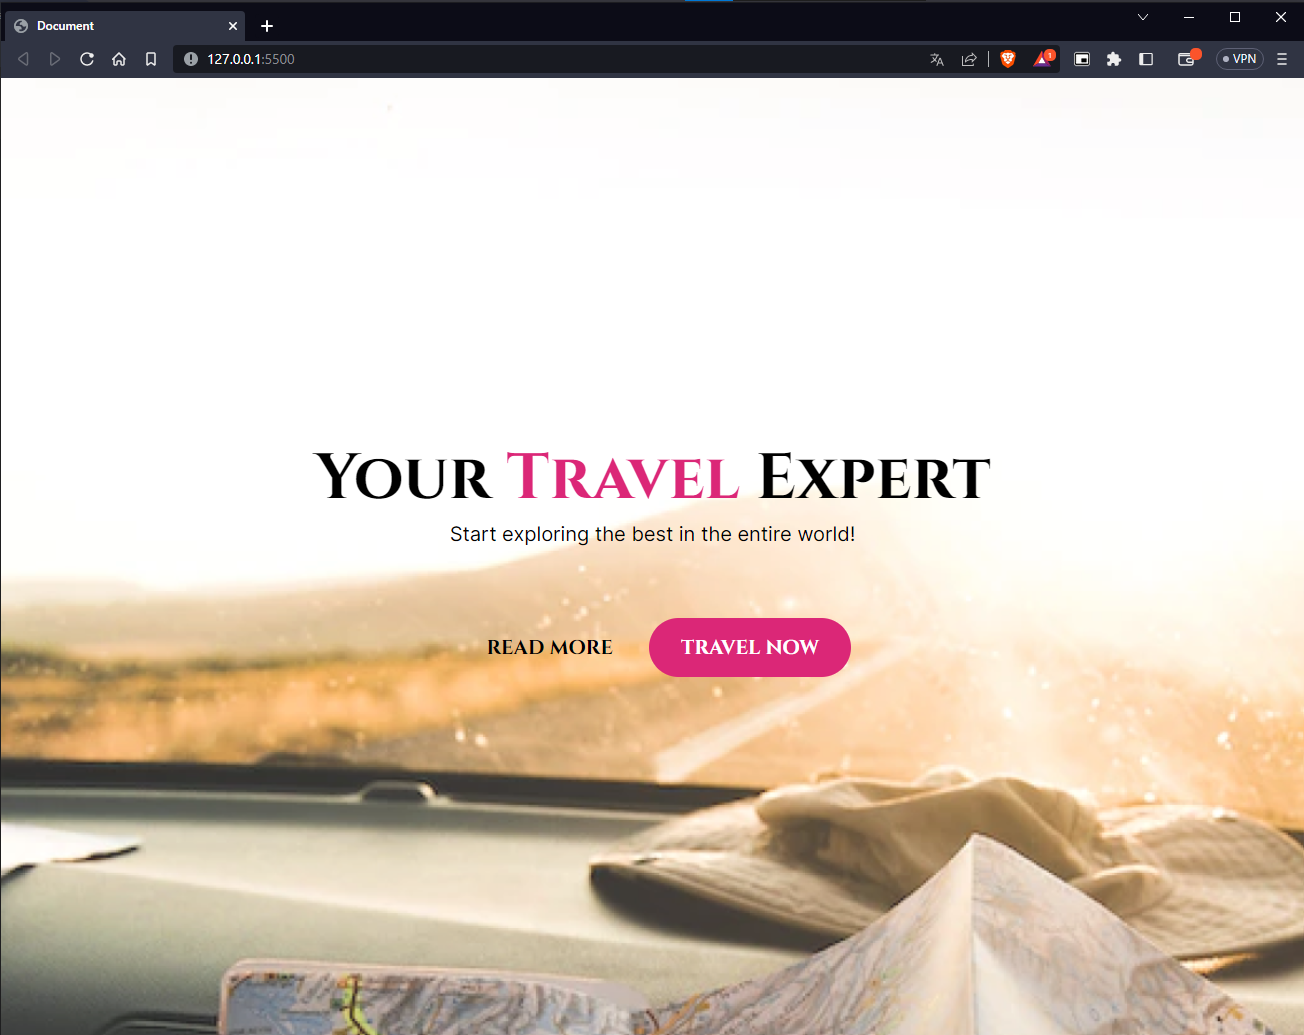 Document
127.0.0.1:5500
1
VPN
Your Travel Expert
Start exploring the best in the entire world!
READ MORE
TRAVEL NOW